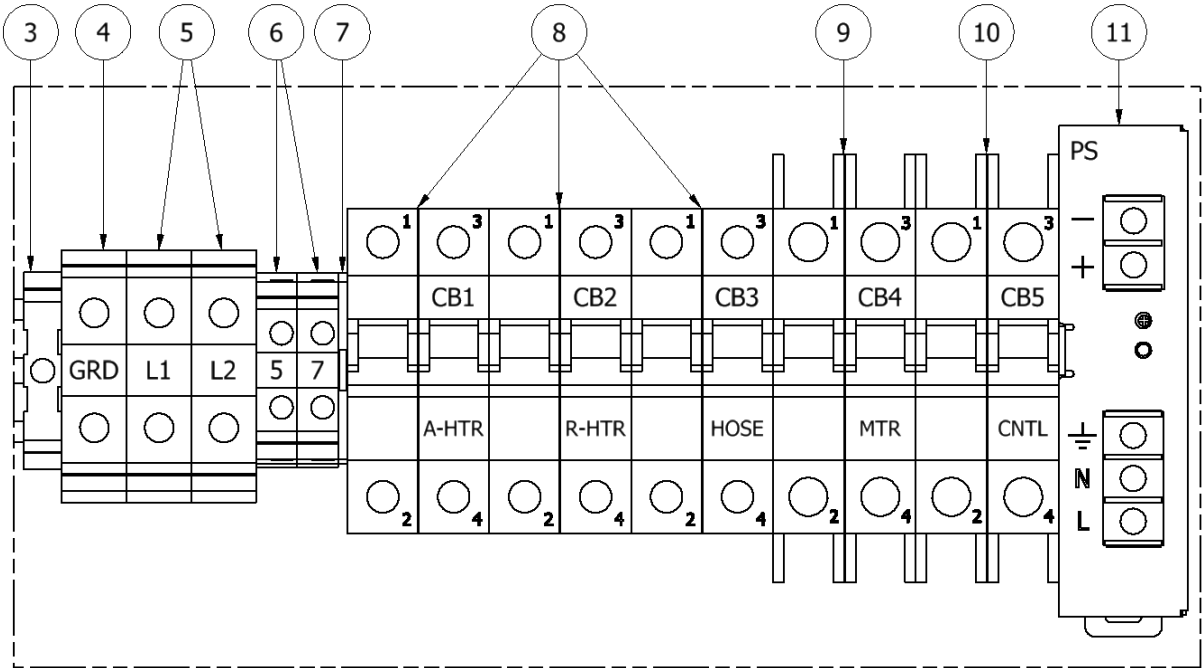 3 4 5 6 7 8 9 10 11
PS
1 3 1 3 1 3 1 3 1 3
−
+
CB1 CB2 CB3 CB4 CB5
GRD L1 L2 5 7
A-HTR R-HTR HOSE MTR CNTL
N
2 4 2 4 2 4 2 4 2 4
L